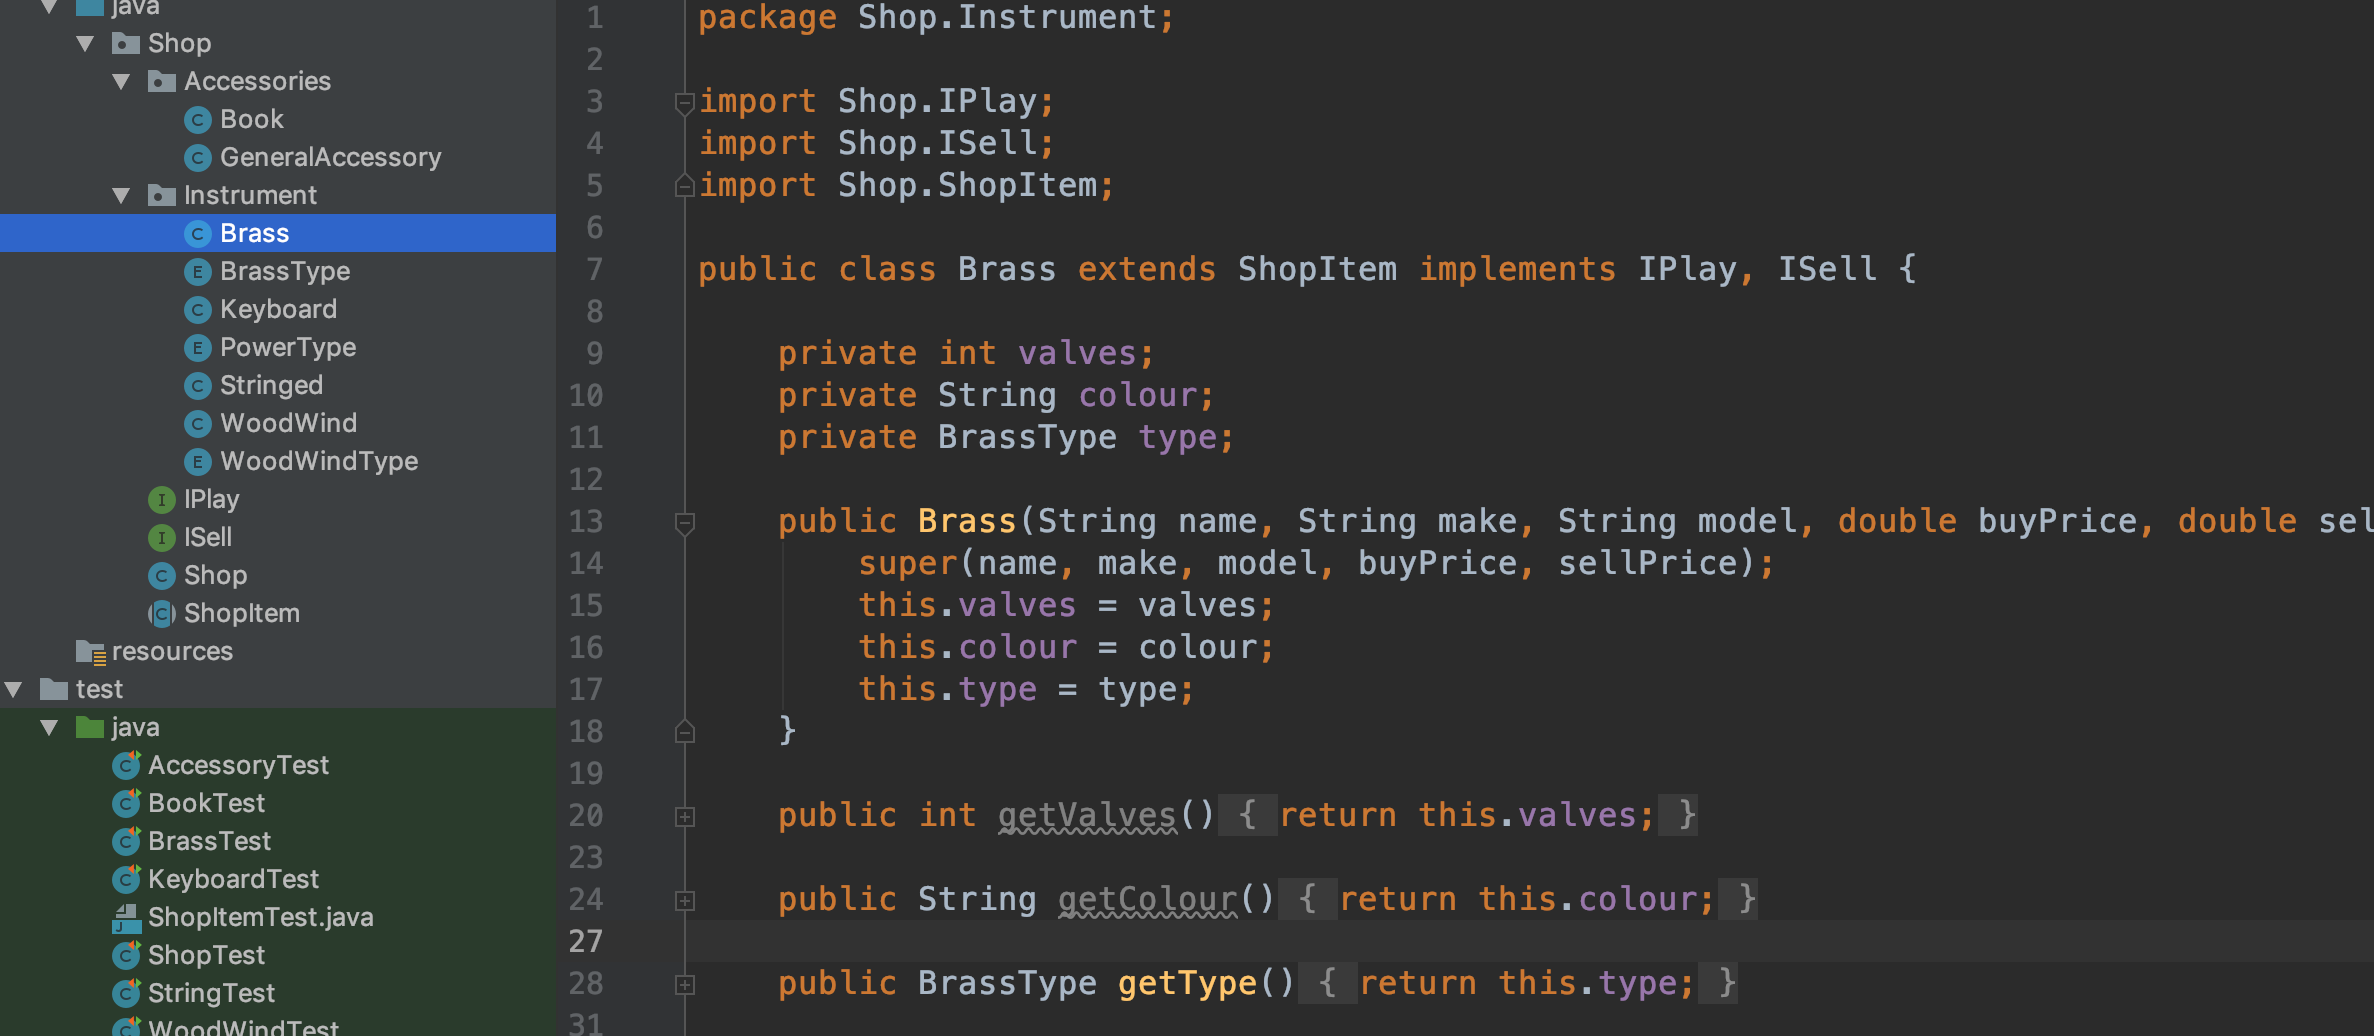 java
Shop
Accessories
Book
GeneralAccessory
Instrument
Brass
BrassType
Keyboard
PowerType
Stringed
WoodWind
WoodWindType
IPlay
ISell
Shop
ShopItem
resources
test
java
AccessoryTest
BookTest
BrassTest
KeyboardTest
ShopItemTest.java
ShopTest
StringTest
WoodWindTest
1 package Shop.Instrument;
2
3 import Shop.IPlay;
4 import Shop.ISell;
5 import Shop.ShopItem;
6
7 public class Brass extends ShopItem implements IPlay, ISell {
8
9 private int valves;
10 private String colour;
11 private BrassType type;
12
13 public Brass(String name, String make, String model, double buyPrice, double sel
14 super(name, make, model, buyPrice, sellPrice);
15 this.valves = valves;
16 this.colour = colour;
17 this.type = type;
18 }
19
20 public int getValves() { return this.valves; }
23
24 public String getColour() { return this.colour; }
27
28 public BrassType getType() { return this.type; }
31